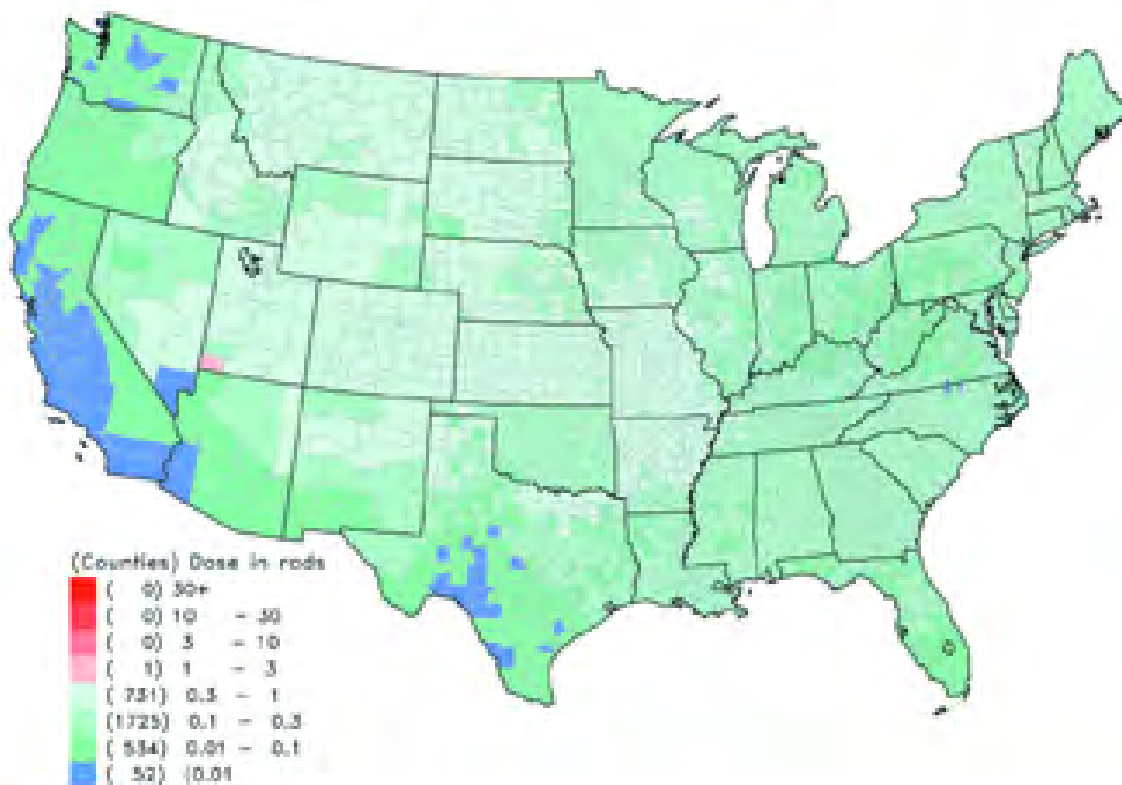 (Counties) Dose in rads
( 0) 30+
( 0) 10 - 30
( 0) 3 - 10
( 1) 1 - 3
( 731) 0.3 - 1
(1725) 0.1 - 0.3
( 534) 0.01 - 0.1
( 52) <0.01